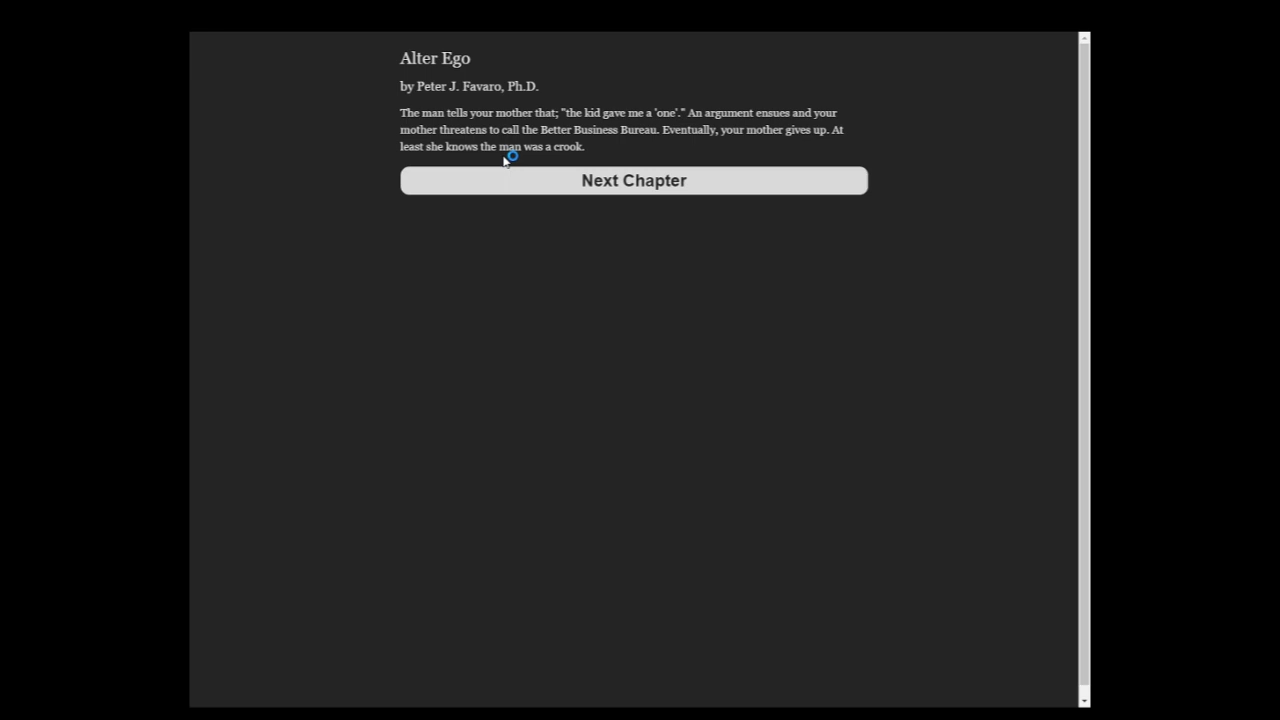 Alter Ego
by Peter J. Favaro, Ph.D.
The man tells your mother that; "the kid gave me a 'one'." An argument ensues and your
mother threatens to call the Better Business Bureau. Eventually, your mother gives up. At
least she knows the man was a crook.
Next Chapter